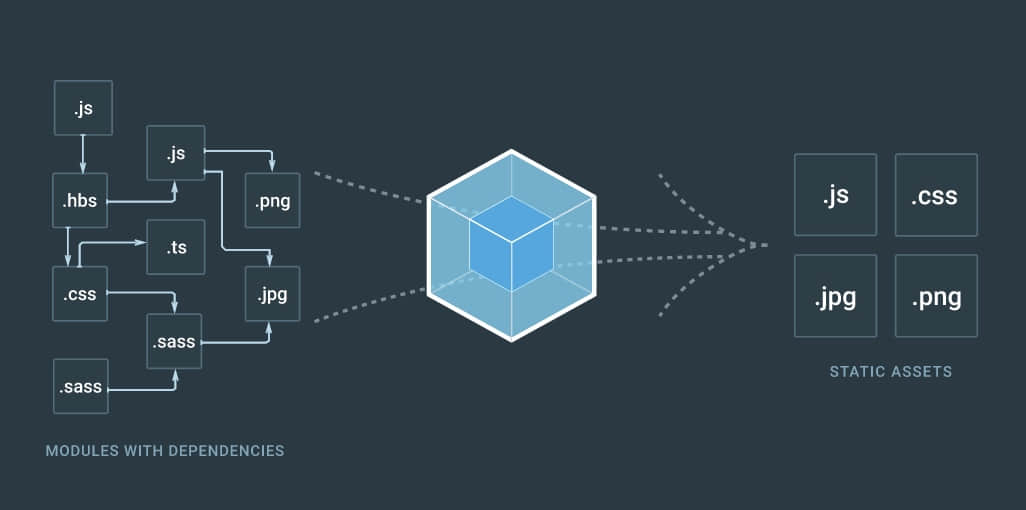 .js
.js
.hbs
.png
.ts
.css
.jpg
.sass
.sass
MODULES WITH DEPENDENCIES
.js
.css
.jpg
.png
STATIC ASSETS